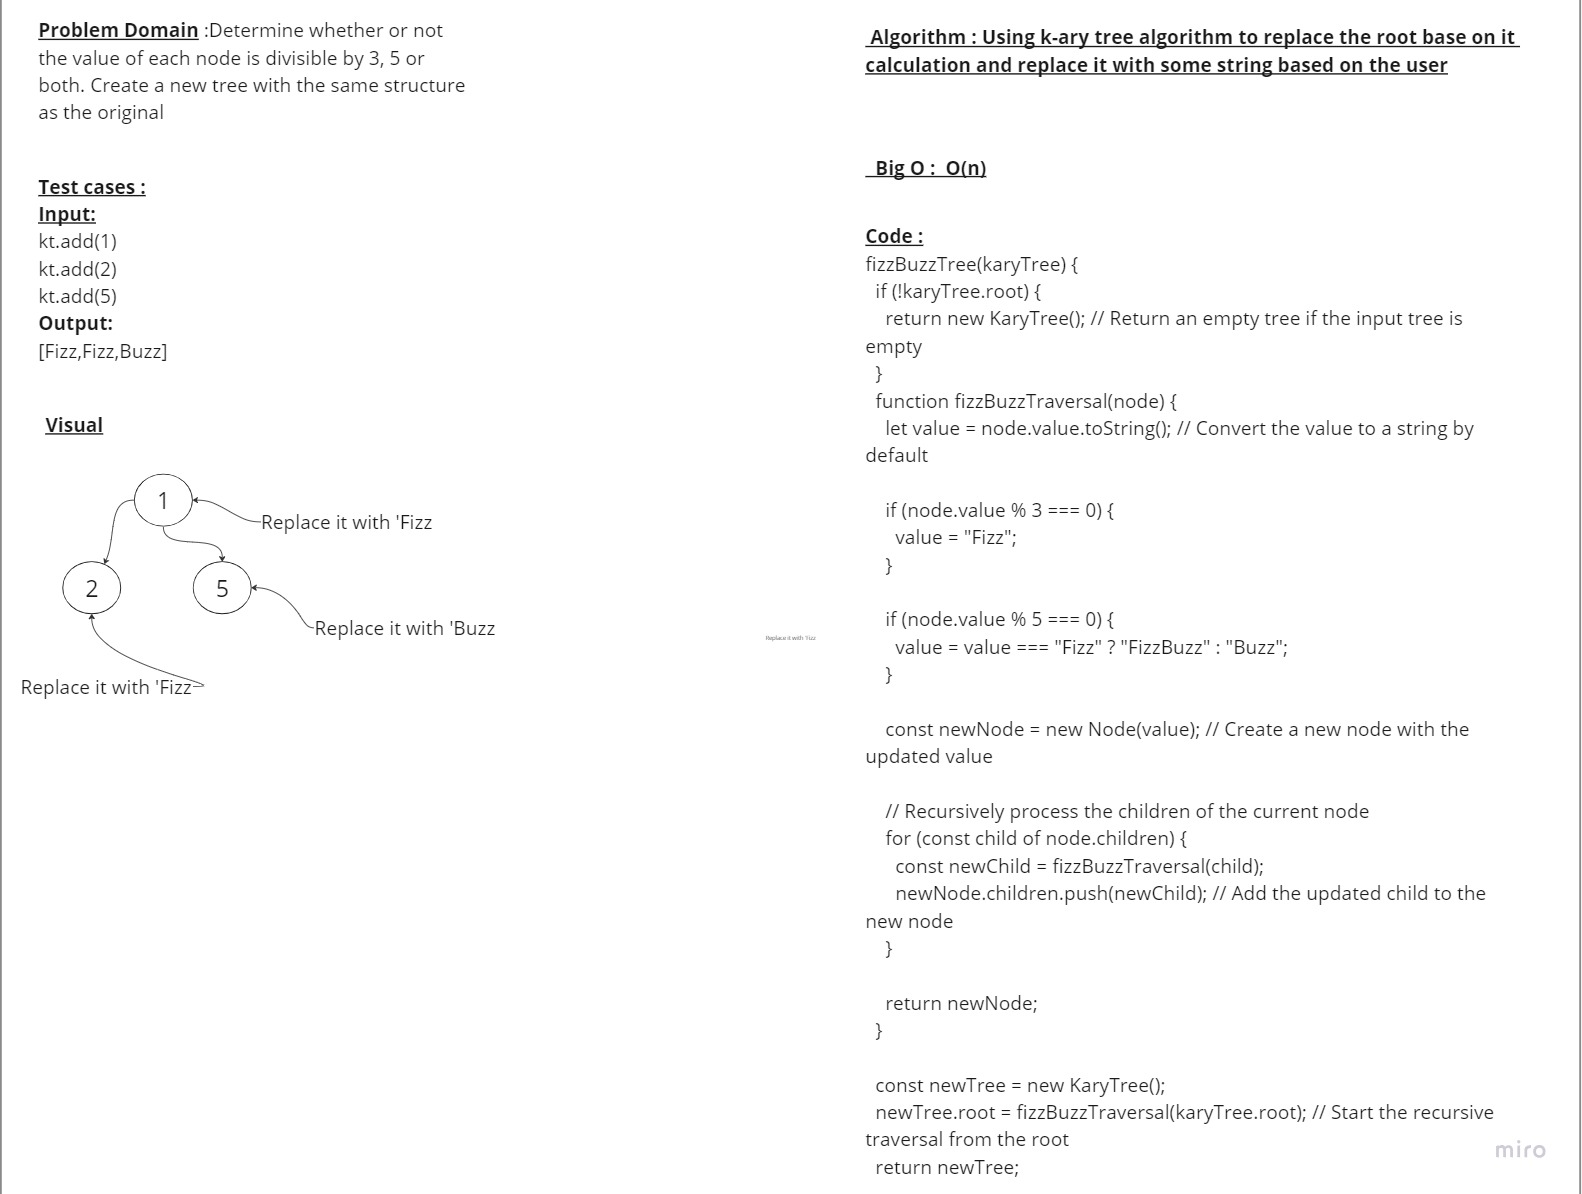 Problem Domain :Determine whether or not
the value of each node is divisible by 3, 5 or
both. Create a new tree with the same structure
as the original
Test cases :
Input:
kt.add(1)
kt.add(2)
kt.add(5)
Output:
[Fizz,Fizz,Buzz]
Visual
1
Replace it with 'Fizz
2
5
Replace it with 'Buzz
Replace it with 'Fizz
Replace it with 'Fizz
Algorithm : Using k-ary tree algorithm to replace the root base on it
calculation and replace it with some string based on the user
Big O : O(n)
Code :
fizzBuzzTree(karyTree) {
if (!karyTree.root) {
return new KaryTree(); // Return an empty tree if the input tree is
empty
}
function fizzBuzzTraversal(node) {
let value = node.value.toString(); // Convert the value to a string by
default
if (node.value % 3 === 0) {
value = "Fizz";
}
if (node.value % 5 === 0) {
value = value === "Fizz" ? "FizzBuzz" : "Buzz";
}
const newNode = new Node(value); // Create a new node with the
updated value
// Recursively process the children of the current node
for (const child of node.children) {
const newChild = fizzBuzzTraversal(child);
newNode.children.push(newChild); // Add the updated child to the
new node
}
return newNode;
}
const newTree = new KaryTree();
newTree.root = fizzBuzzTraversal(karyTree.root); // Start the recursive
traversal from the root
return newTree;
miro